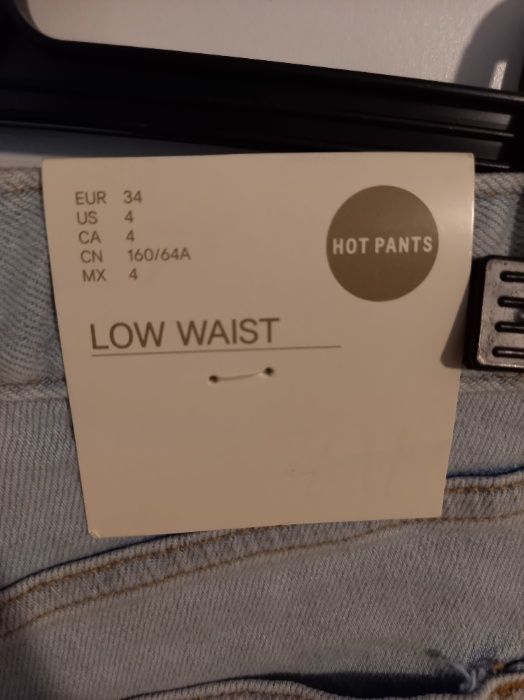 EUR 34
US 4
CA 4
CN 160/64A
MX 4
HOT PANTS
LOW WAIST